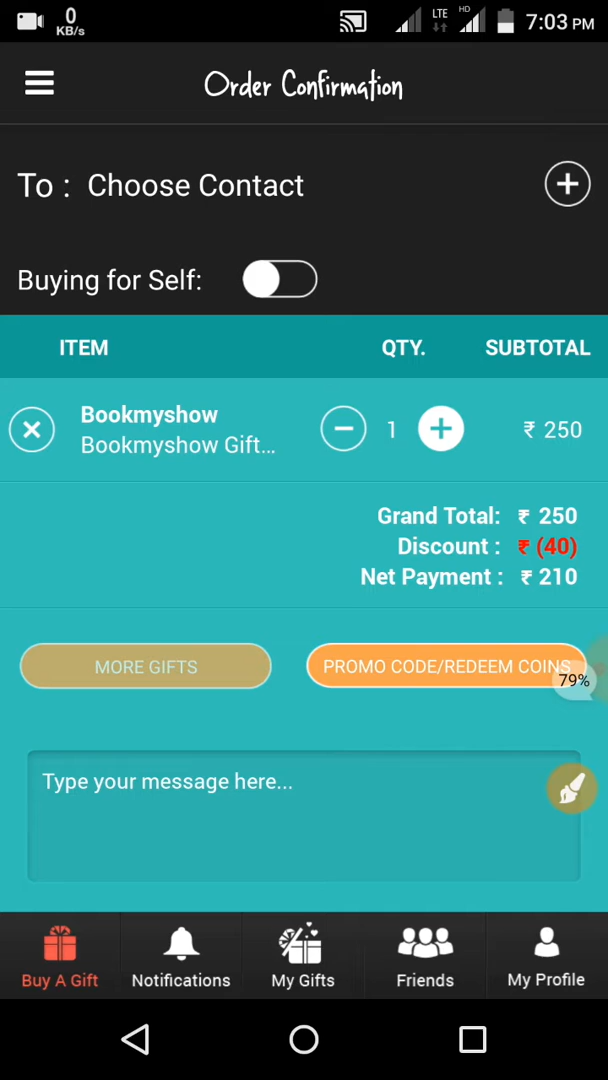 0
KB/s
LTE
HD
7:03 PM
Order Confirmation
To : Choose Contact
Buying for Self:
ITEM QTY. SUBTOTAL
Bookmyshow
Bookmyshow Gift... 1 ₹ 250
Grand Total: ₹ 250
Discount : ₹ (40)
Net Payment : ₹ 210
MORE GIFTS PROMO CODE/REDEEM COINS
79%
Type your message here...
Buy A Gift Notifications My Gifts Friends My Profile